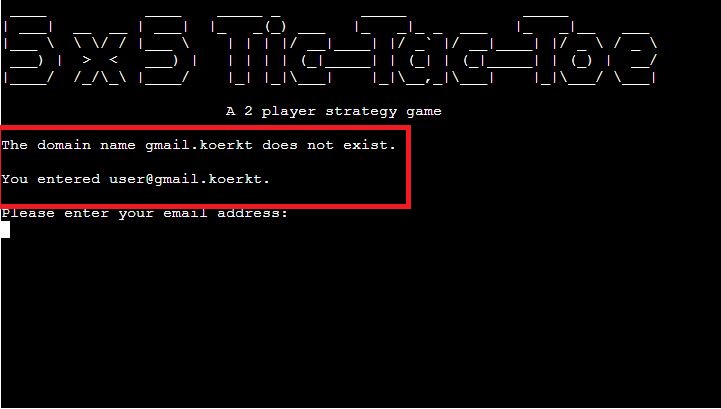 5x5 Tic-Tac-Toe
A 2 player strategy game
The domain name gmail.koerkt does not exist.
You entered user@gmail.koerkt.
Please enter your email address: